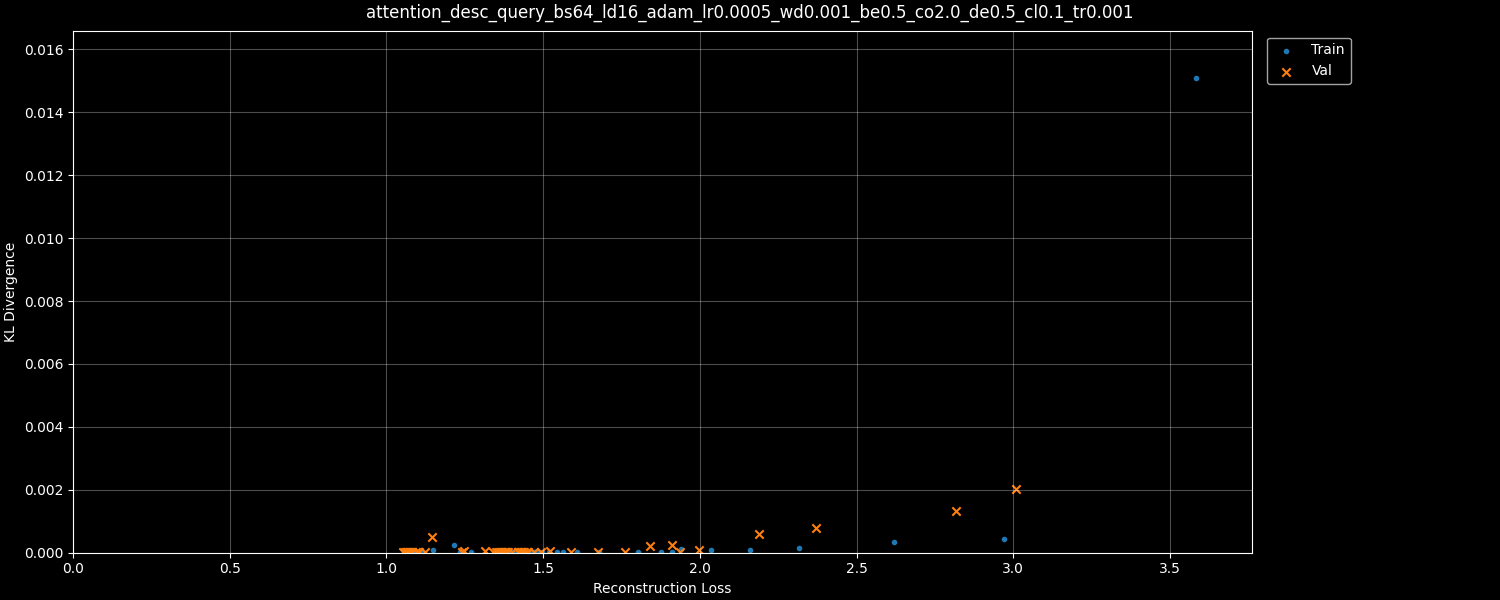 attention_desc_query_bs64_ld16_adam_lr0.0005_wd0.001_be0.5_co2.0_de0.5_cl0.1_tr0.001
Train
Val
0.016
0.014
0.012
0.010
0.008
0.006
0.004
0.002
0.000
KL Divergence
0.0 0.5 1.0 1.5 2.0 2.5 3.0 3.5
Reconstruction Loss